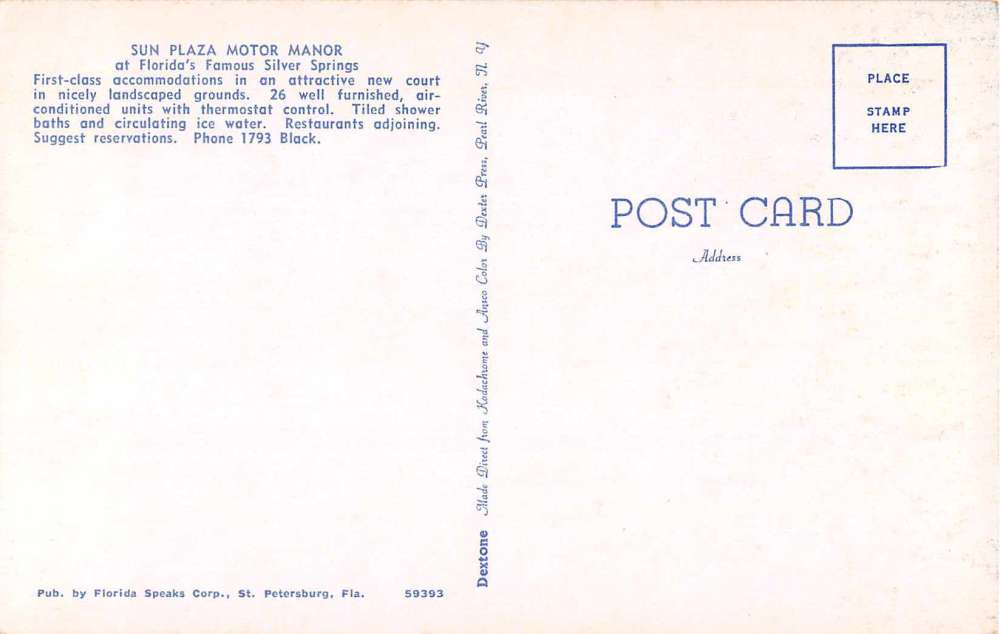 SUN PLAZA MOTOR MANOR
at Florida's Famous Silver Springs
First-class accommodations in an attractive new court
in nicely landscaped grounds. 26 well furnished, air-
conditioned units with thermostat control. Tiled shower
baths and circulating ice water. Restaurants adjoining.
Suggest reservations. Phone 1793 Black.
Pub. by Florida Speaks Corp., St. Petersburg, Fla. 59393
Dextone Made Direct from Kodachrome and Ansco Color By Dexter Press, Pearl River, N. Y
PLACE
STAMP
HERE
POST CARD
Address